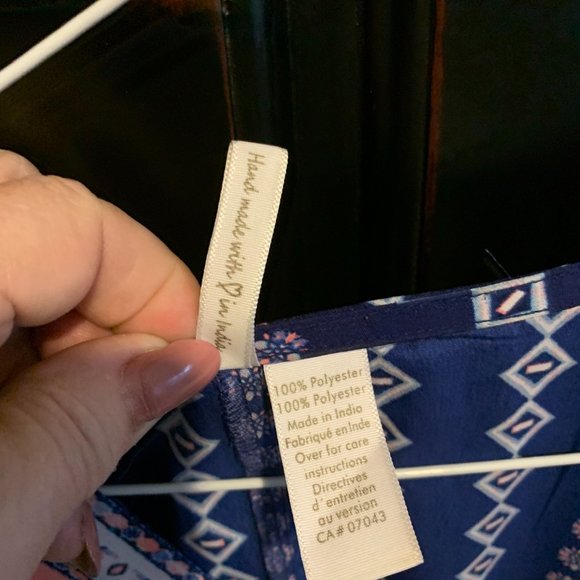 Hand made with ♡ in India
100% Polyester
100% Polyester
Made in India
Fabriqué en Inde
Over for care
instructions
Directives
d'entretien
au version
CA# 07043